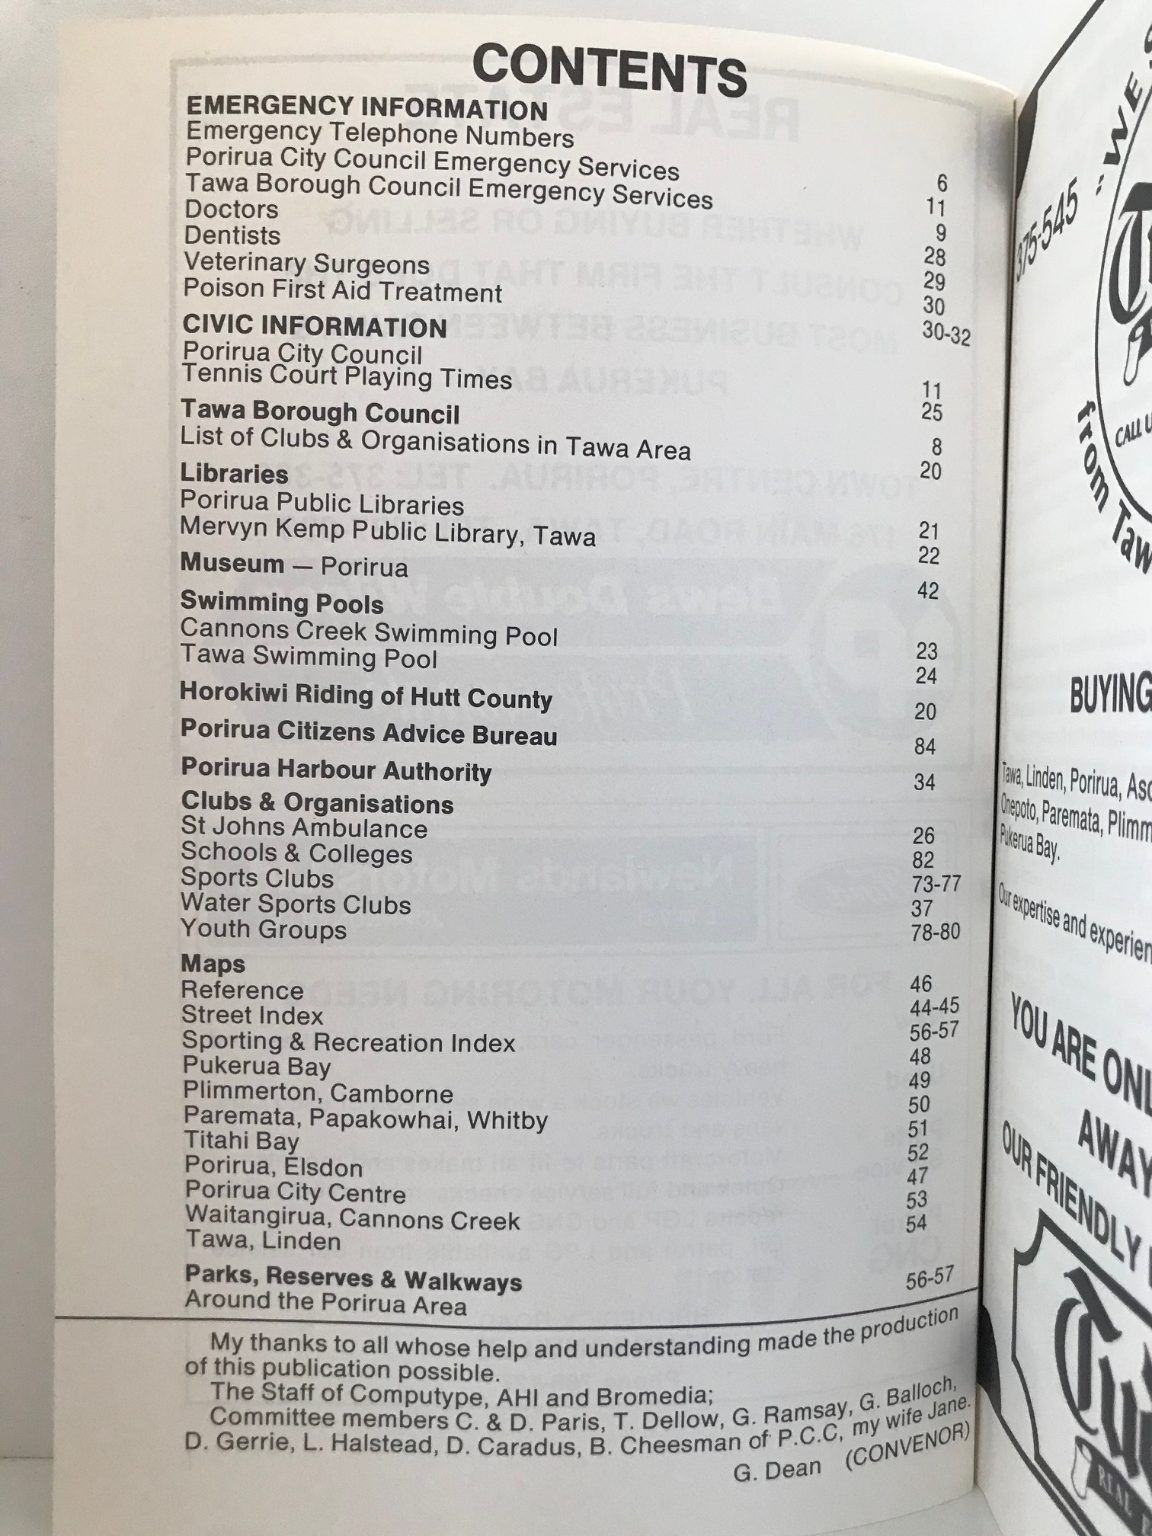 CONTENTS
EMERGENCY INFORMATION
Emergency Telephone Numbers 6
Porirua City Council Emergency Services 11
Tawa Borough Council Emergency Services 9
Doctors 28
Dentists 29
Veterinary Surgeons 30
Poison First Aid Treatment 30-32
CIVIC INFORMATION
Porirua City Council 11
Tennis Court Playing Times 25
Tawa Borough Council 8
List of Clubs & Organisations in Tawa Area 20
Libraries
Porirua Public Libraries 21
Mervyn Kemp Public Library, Tawa 22
Museum — Porirua 42
Swimming Pools
Cannons Creek Swimming Pool 23
Tawa Swimming Pool 24
Horokiwi Riding of Hutt County 20
Porirua Citizens Advice Bureau 84
Porirua Harbour Authority 34
Clubs & Organisations
St Johns Ambulance 26
Schools & Colleges 82
Sports Clubs 73-77
Water Sports Clubs 37
Youth Groups 78-80
Maps
Reference 46
Street Index 44-45
Sporting & Recreation Index 56-57
Pukerua Bay 48
Plimmerton, Camborne 49
Paremata, Papakowhai, Whitby 50
Titahi Bay 51
Porirua, Elsdon 52
Porirua City Centre 47
Waitangirua, Cannons Creek 53
Tawa, Linden 54
Parks, Reserves & Walkways
Around the Porirua Area 56-57
My thanks to all whose help and understanding made the production
of this publication possible.
The Staff of Computype, AHI and Bromedia;
Committee members C. & D. Paris, T. Dellow, G. Ramsay, G. Balloch,
D. Gerrie, L. Halstead, D. Caradus, B. Cheesman of P.C.C, my wife Jane.
G. Dean (CONVENOR)
"WE
375-545
CALL
from Taw
BUYING
Tawa, Linden, Porirua,
Onepoto, Paremata, Plimm
Pukerua Bay.
Our expertise and experien
YOU ARE ONL
AWAY
OUR FRIENDLY
REAL